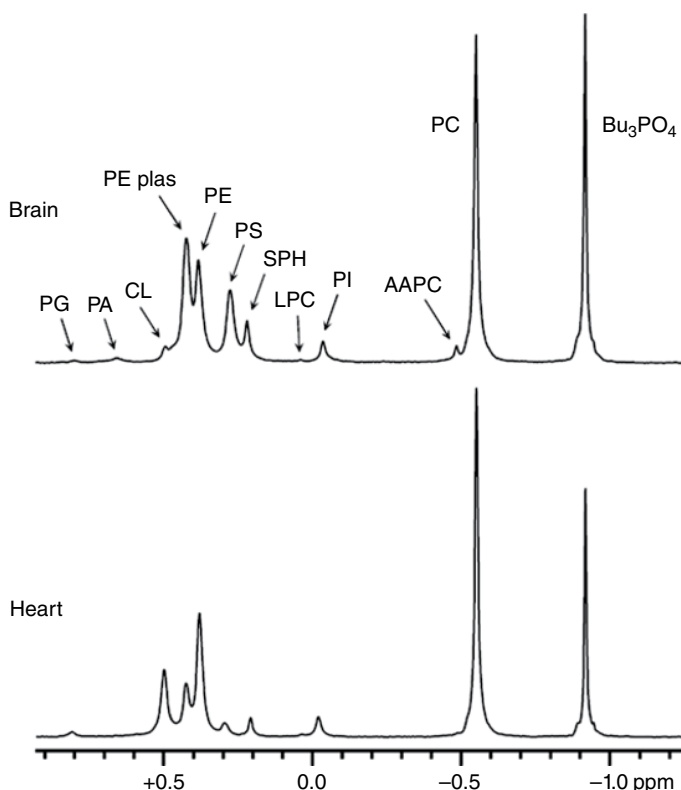 PC
Bu₃PO₄
PE plas
Brain
PE
PS
SPH
CL
LPC
PI
AAPC
PG
PA
Heart
+0.5
0.0
–0.5
–1.0 ppm